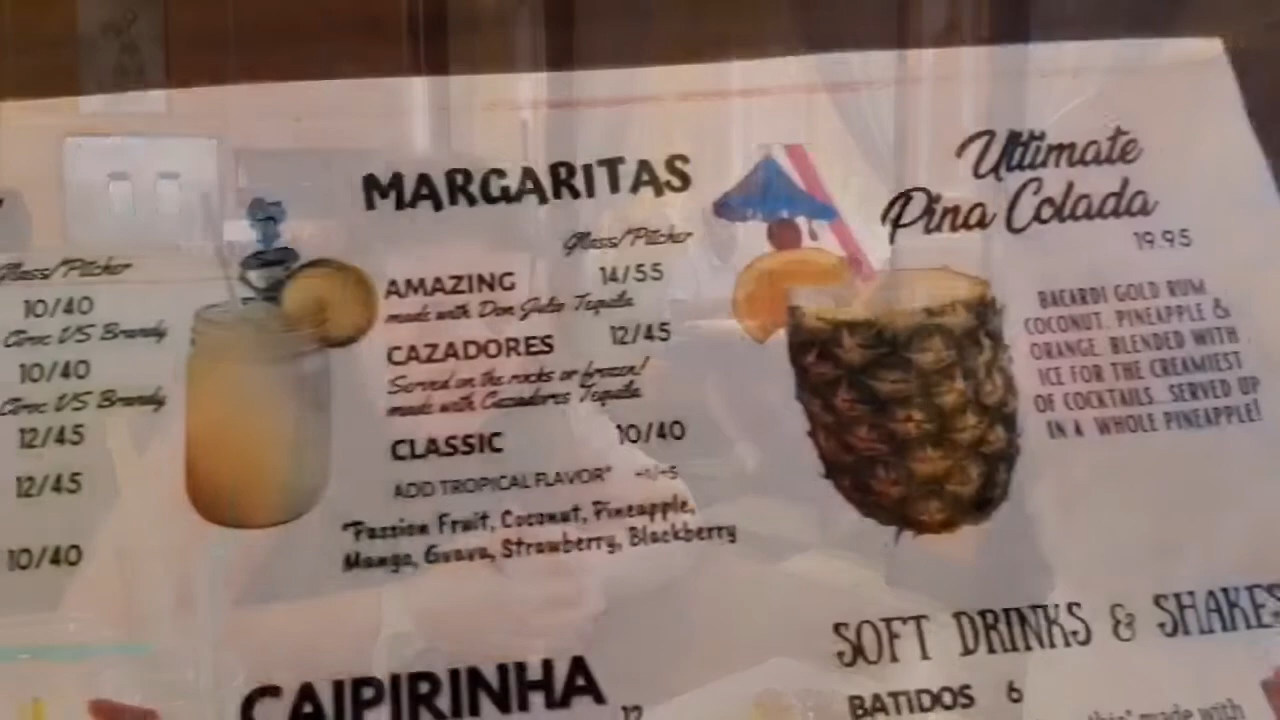 Glass/Pitcher
10/40
Ciroc VS Brandy
10/40
Ciroc VS Brandy
12/45
12/45
10/40
MARGARITAS
Glass/Pitcher
AMAZING 14/55
made with Don Julio Tequila
CAZADORES 12/45
Served on the rocks or frozen!
made with Cazadores Tequila
CLASSIC 10/40
ADD TROPICAL FLAVOR*
*Passion Fruit, Coconut, Pineapple,
Mango, Guava, Strawberry, Blackberry
Ultimate
Pina Colada
19.95
BACARDI GOLD RUM
COCONUT, PINEAPPLE &
ORANGE. BLENDED WITH
ICE FOR THE CREAMIEST
OF COCKTAILS. SERVED UP
IN A WHOLE PINEAPPLE!
CAIPIRINHA
12
SOFT DRINKS & SHAKES
BATIDOS 6
made with